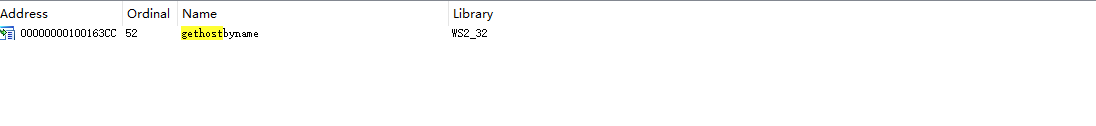 Address Ordinal Name Library
00000000100163CC 52 gethostbyname WS2_32